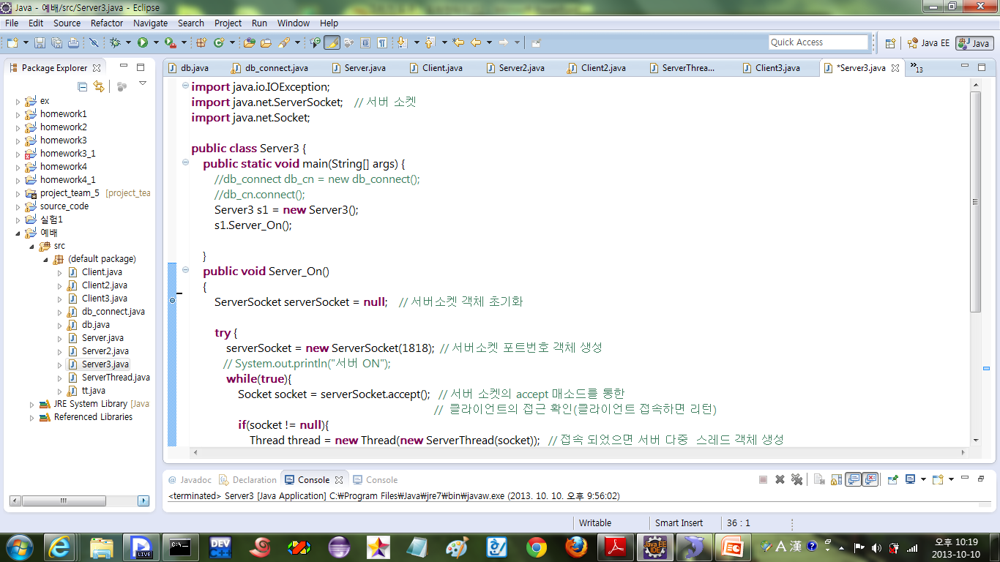 Java - 예배/src/Server3.java - Eclipse
File Edit Source Refactor Navigate Search Project Run Window Help
Quick Access
Java EE
Java
Package Explorer
db.java
db_connect.java
Server.java
Client.java
Server2.java
Client2.java
ServerThrea...
Client3.java
*Server3.java
»13
ex
homework1
homework2
homework3
homework3_1
homework4
homework4_1
project_team_5 [project_tea
source_code
실험1
예배
src
(default package)
Client.java
Client2.java
Client3.java
db_connect.java
db.java
Server.java
Server2.java
Server3.java
ServerThread.java
tt.java
JRE System Library [Java
Referenced Libraries
import java.io.IOException;
import java.net.ServerSocket; // 서버 소켓
import java.net.Socket;
public class Server3 {
public static void main(String[] args) {
//db_connect db_cn = new db_connect();
//db_cn.connect();
Server3 s1 = new Server3();
s1.Server_On();
}
public void Server_On()
{
ServerSocket serverSocket = null; // 서버소켓 객체 초기화
try {
serverSocket = new ServerSocket(1818); // 서버소켓 포트번호 객체 생성
// System.out.println("서버 ON");
while(true){
Socket socket = serverSocket.accept(); // 서버 소켓의 accept 매소드를 통한
// 클라이언트의 접근 확인(클라이언트 접속하면 리턴)
if(socket != null){
Thread thread = new Thread(new ServerThread(socket)); // 접속 되었으면 서버 다중 스레드 객체 생성
@ Javadoc
Declaration
Console
Console
<terminated> Server3 [Java Application] C:₩Program Files₩Java₩jre7₩bin₩javaw.exe (2013. 10. 10. 오후 9:56:02)
Writable
Smart Insert
36 : 1
LIVE
DEV C++
Java EE IDE
A 漢
오후 10:19
2013-10-10